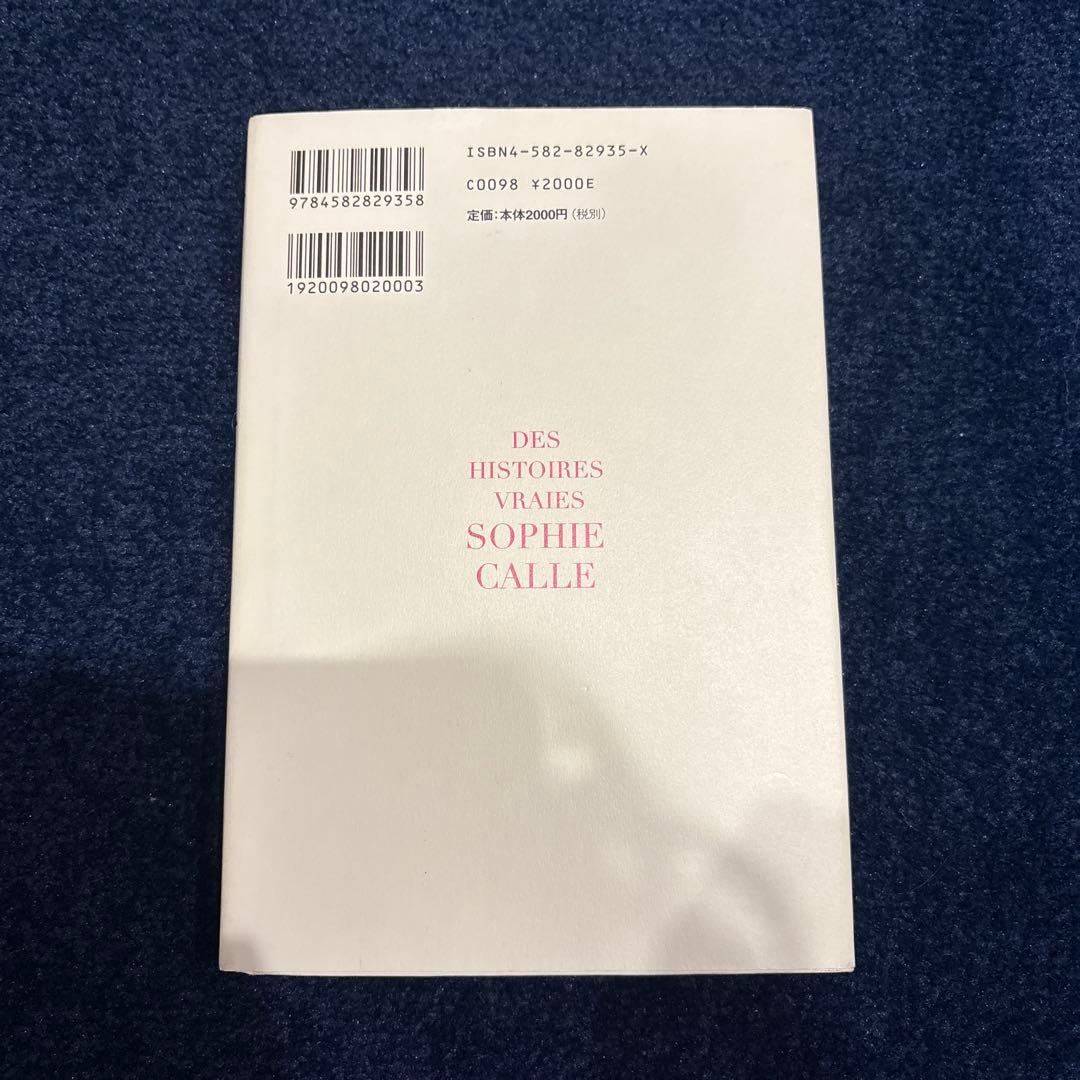 ISBN4-582-82935-X
9784582829358
C0098 ¥2000E
定価:本体2000円(税別)
1920098020003
DES
HISTOIRES
VRAIES
SOPHIE
CALLE